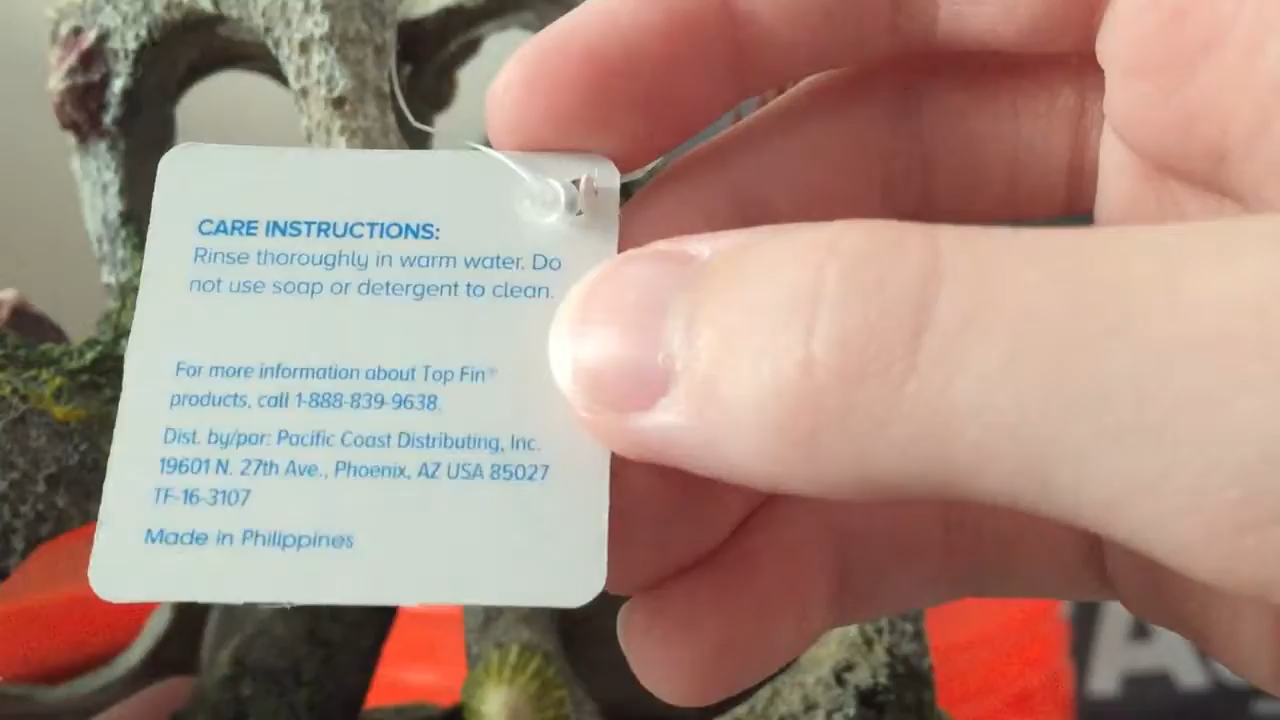 CARE INSTRUCTIONS:
Rinse thoroughly in warm water. Do
not use soap or detergent to clean.
For more information about Top Fin®
products, call 1-888-839-9638.
Dist. by/par: Pacific Coast Distributing, Inc.
19601 N. 27th Ave., Phoenix, AZ USA 85027
TF-16-3107
Made in Philippines